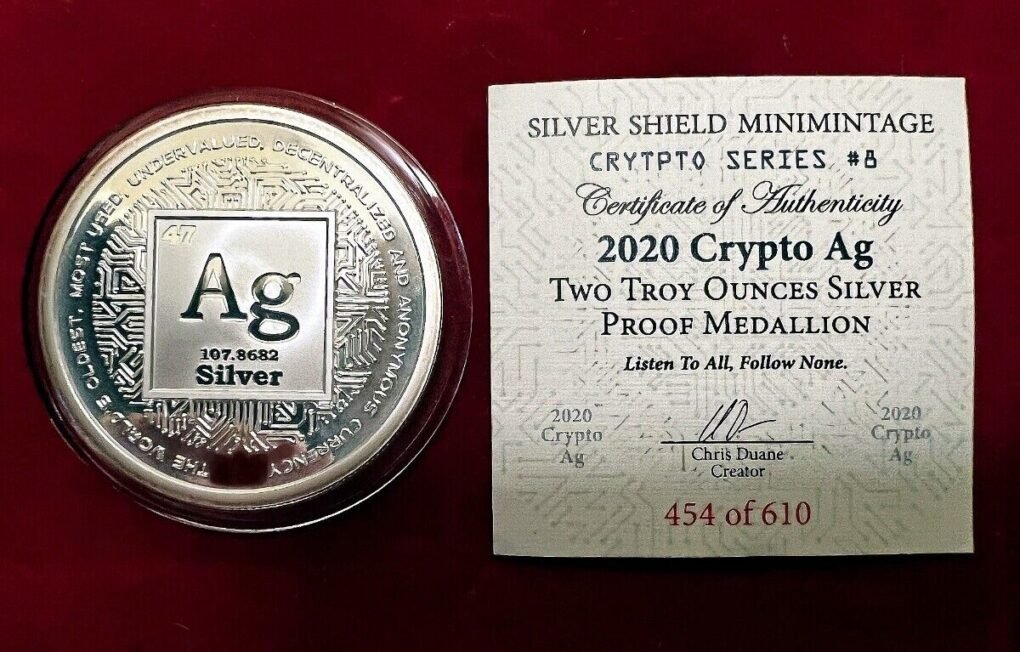 THE WORLD'S OLDEST, MOST USED, UNDERVALUED, DECENTRALIZED AND ANONYMOUS CURRENCY
47
Ag
107.8682
Silver
SILVER SHIELD MINIMINTAGE
CRYTPTO SERIES #8
Certificate of Authenticity
2020 Crypto Ag
TWO TROY OUNCES SILVER
PROOF MEDALLION
Listen To All, Follow None.
2020
Crypto
Ag
Chris Duane
Creator
2020
Crypto
Ag
454 of 610